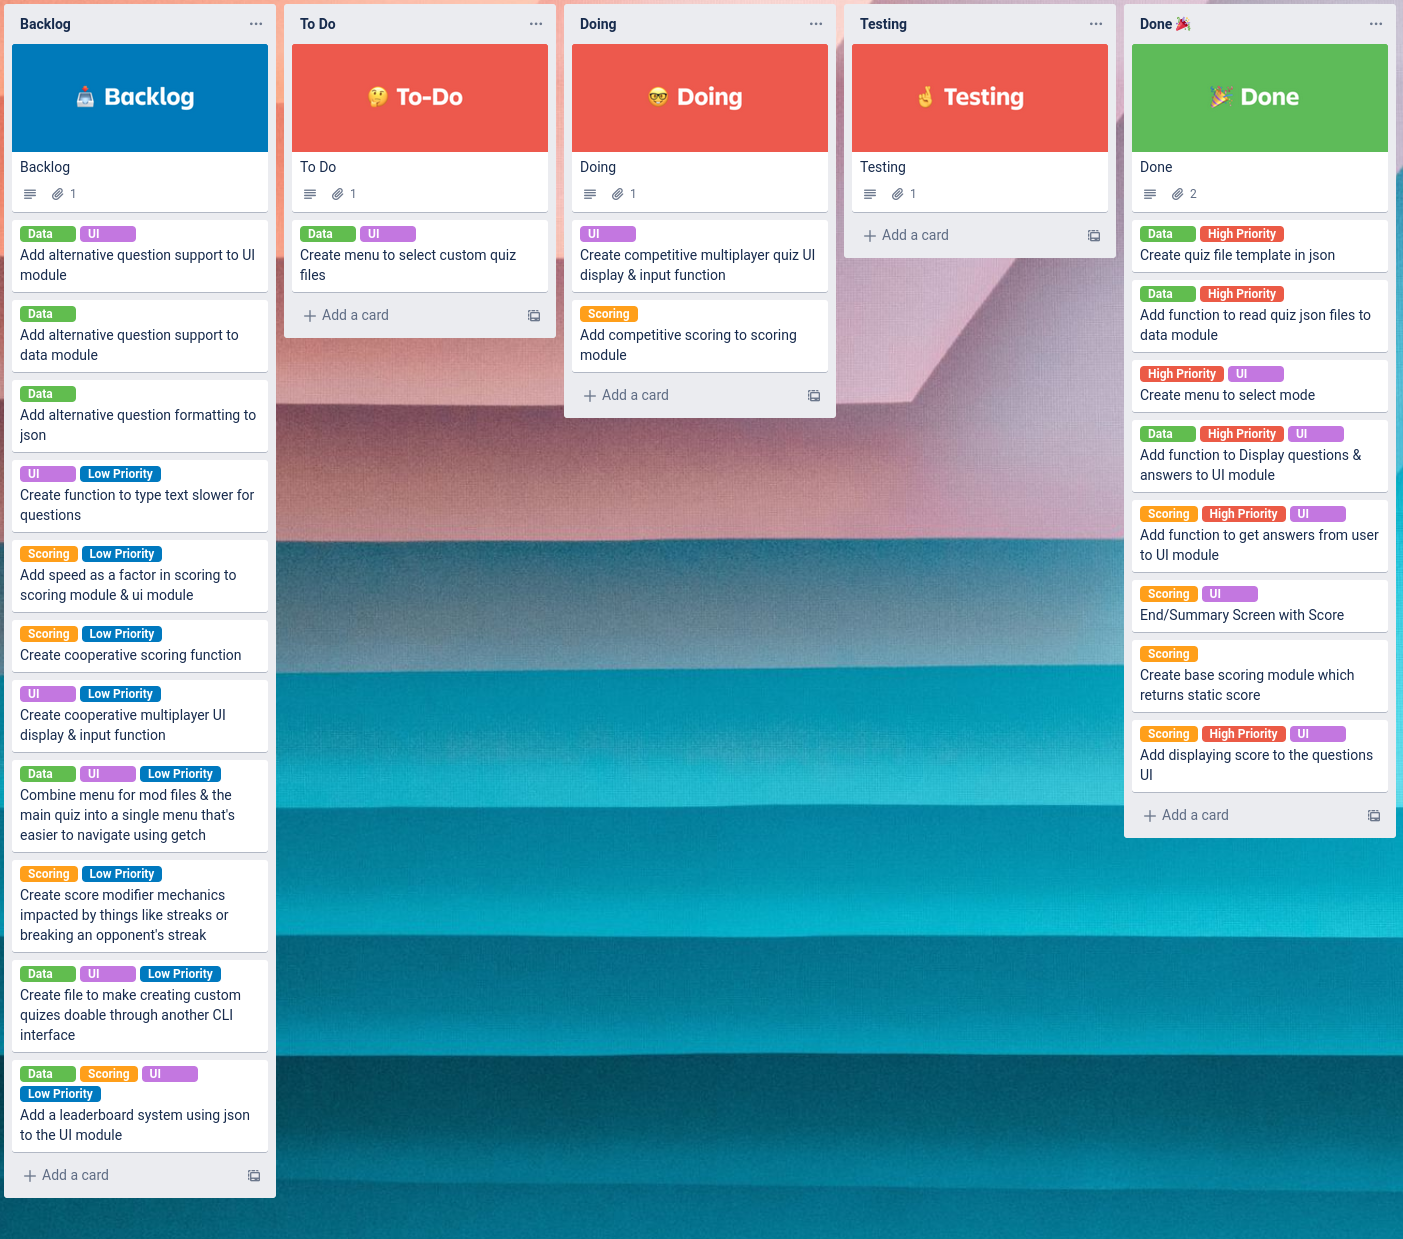 Backlog
Backlog
Backlog
1
Data UI
Add alternative question support to UI
module
Data
Add alternative question support to
data module
Data
Add alternative question formatting to
json
UI Low Priority
Create function to type text slower for
questions
Scoring Low Priority
Add speed as a factor in scoring to
scoring module & ui module
Scoring Low Priority
Create cooperative scoring function
UI Low Priority
Create cooperative multiplayer UI
display & input function
Data UI Low Priority
Combine menu for mod files & the
main quiz into a single menu that's
easier to navigate using getch
Scoring Low Priority
Create score modifier mechanics
impacted by things like streaks or
breaking an opponent's streak
Data UI Low Priority
Create file to make creating custom
quizes doable through another CLI
interface
Data Scoring UI
Low Priority
Add a leaderboard system using json
to the UI module
Add a card
To Do
To-Do
To Do
1
Data UI
Create menu to select custom quiz
files
Add a card
Doing
Doing
Doing
1
UI
Create competitive multiplayer quiz UI
display & input function
Scoring
Add competitive scoring to scoring
module
Add a card
Testing
Testing
Testing
1
Add a card
Done 🎉
Done
Done
2
Data High Priority
Create quiz file template in json
Data High Priority
Add function to read quiz json files to
data module
High Priority UI
Create menu to select mode
Data High Priority UI
Add function to Display questions &
answers to UI module
Scoring High Priority UI
Add function to get answers from user
to UI module
Scoring UI
End/Summary Screen with Score
Scoring
Create base scoring module which
returns static score
Scoring High Priority UI
Add displaying score to the questions
UI
Add a card